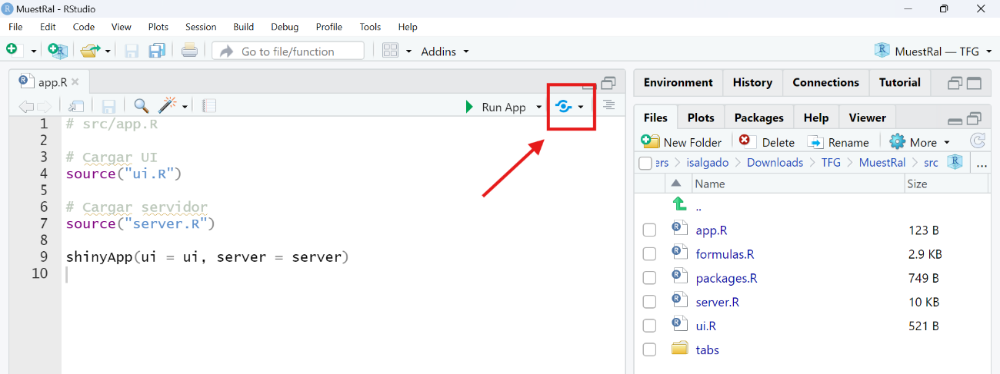 MuestRal - RStudio
File Edit Code View Plots Session Build Debug Profile Tools Help
Go to file/function Addins MuestRal — TFG
app.R
Run App
1 # src/app.R
2
3 # Cargar UI
4 source("ui.R")
5
6 # Cargar servidor
7 source("server.R")
8
9 shinyApp(ui = ui, server = server)
10
Environment History Connections Tutorial
Files Plots Packages Help Viewer
New Folder Delete Rename More
ers > isalgado > Downloads > TFG > MuestRal > src ...
Name Size
..
app.R 123 B
formulas.R 2.9 KB
packages.R 749 B
server.R 10 KB
ui.R 521 B
tabs